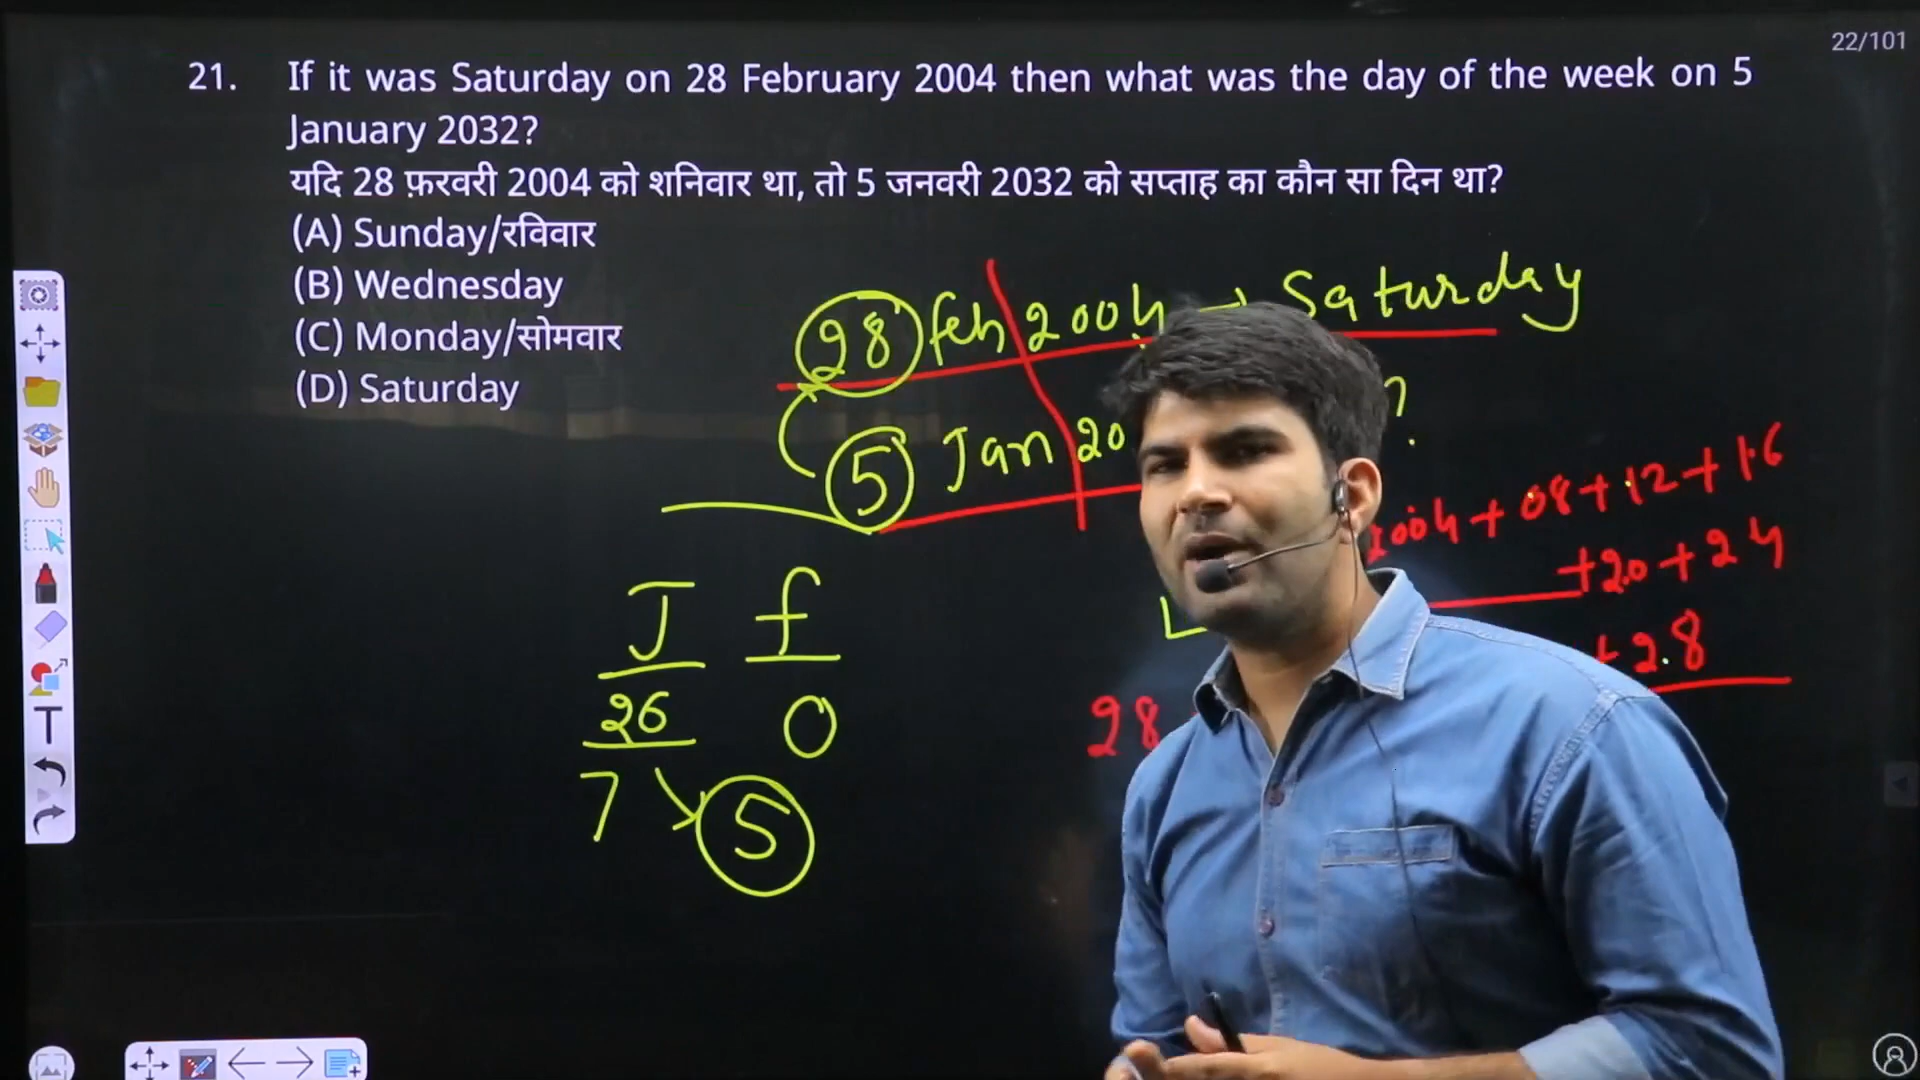 22/101
21. If it was Saturday on 28 February 2004 then what was the day of the week on 5
January 2032?
यदि 28 फ़रवरी 2004 को शनिवार था, तो 5 जनवरी 2032 को सप्ताह का कौन सा दिन था?
(A) Sunday/रविवार
(B) Wednesday
(C) Monday/सोमवार
(D) Saturday
28 feb 2004 → Saturday
5 Jan 20 ?
2004 + 08 + 12 + 16
+ 20 + 24
+ 28
J f
26 0
7 5
28
T